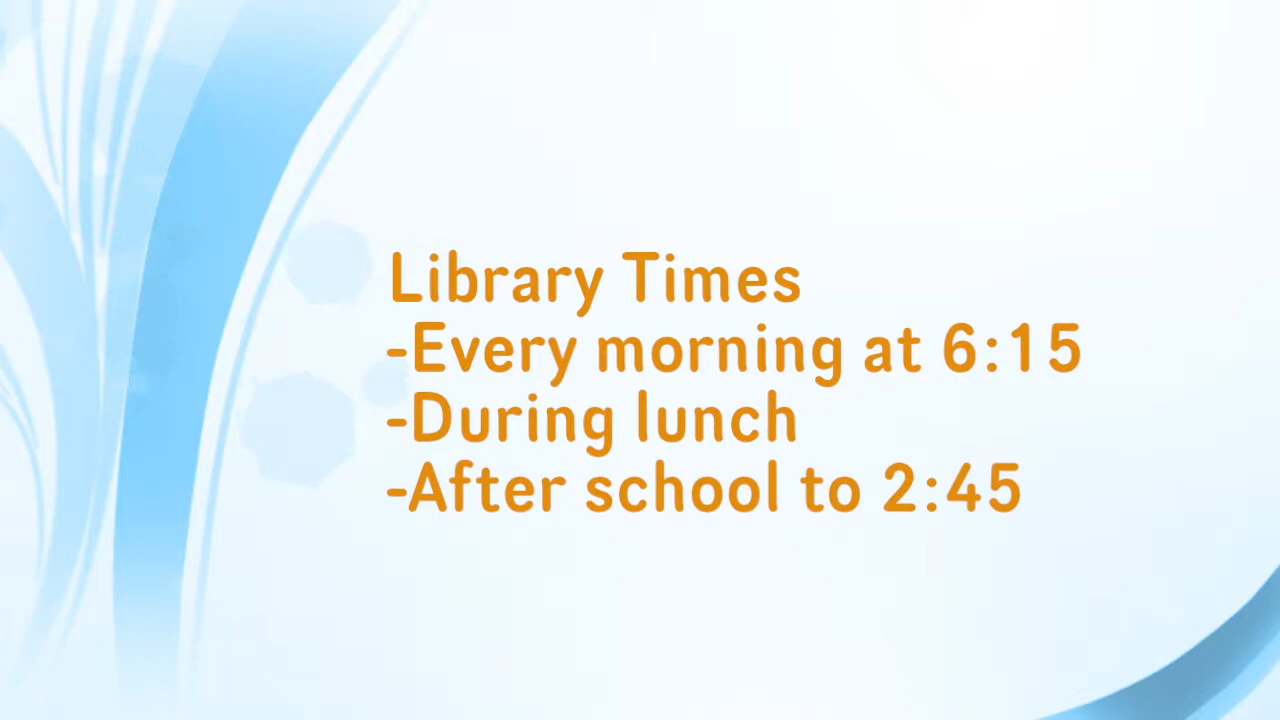 Library Times
-Every morning at 6:15
-During lunch
-After school to 2:45